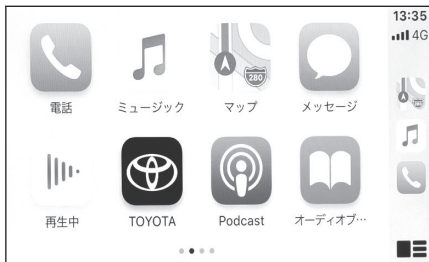 13:35
4G
280
電話
ミュージック
マップ
メッセージ
再生中
TOYOTA
Podcast
オーディオブ…